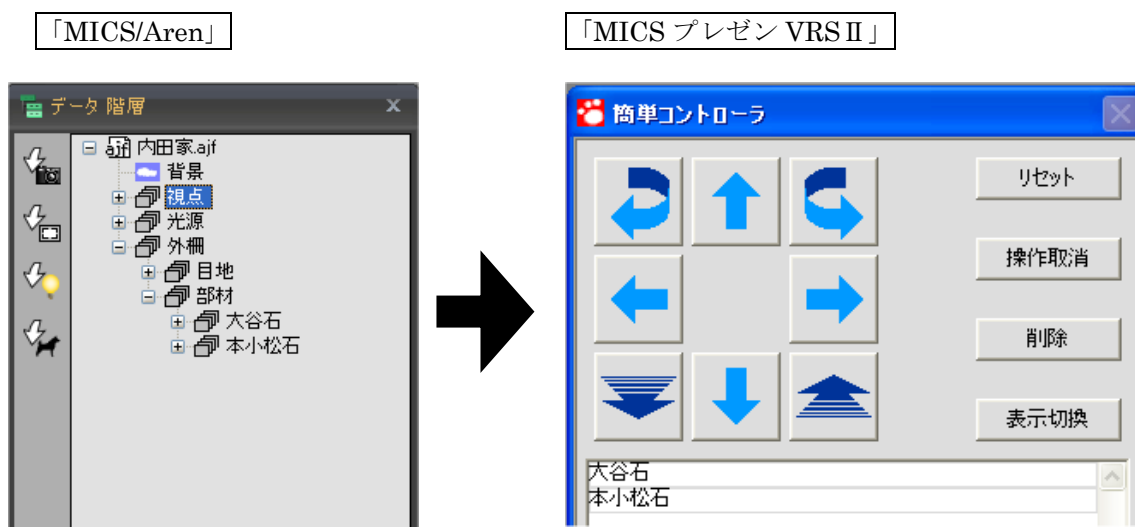 「MICS/Aren」
「MICS プレゼン VRSⅡ」
データ 階層
x
ajf 内田家.ajf
背景
視点
光源
外柵
目地
部材
大谷石
本小松石
簡単コントローラ
リセット
操作取消
削除
表示切換
大谷石
本小松石